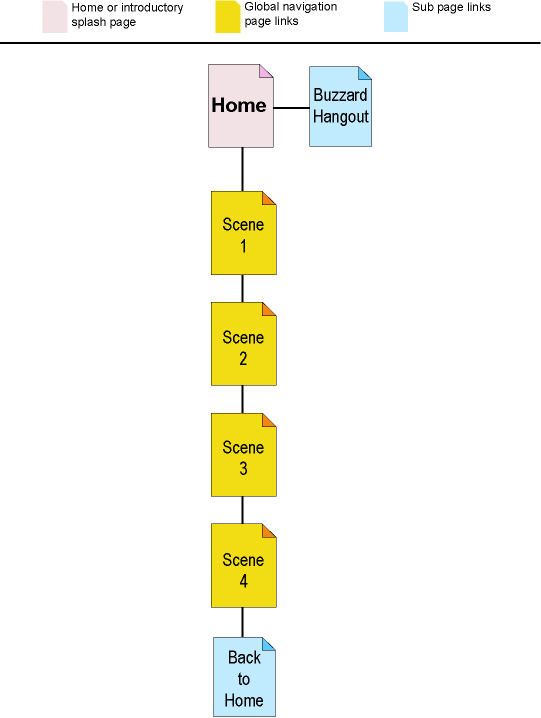 Home or introductory
splash page
Global navigation
page links
Sub page links
Home
Buzzard
Hangout
Scene
1
Scene
2
Scene
3
Scene
4
Back
to
Home